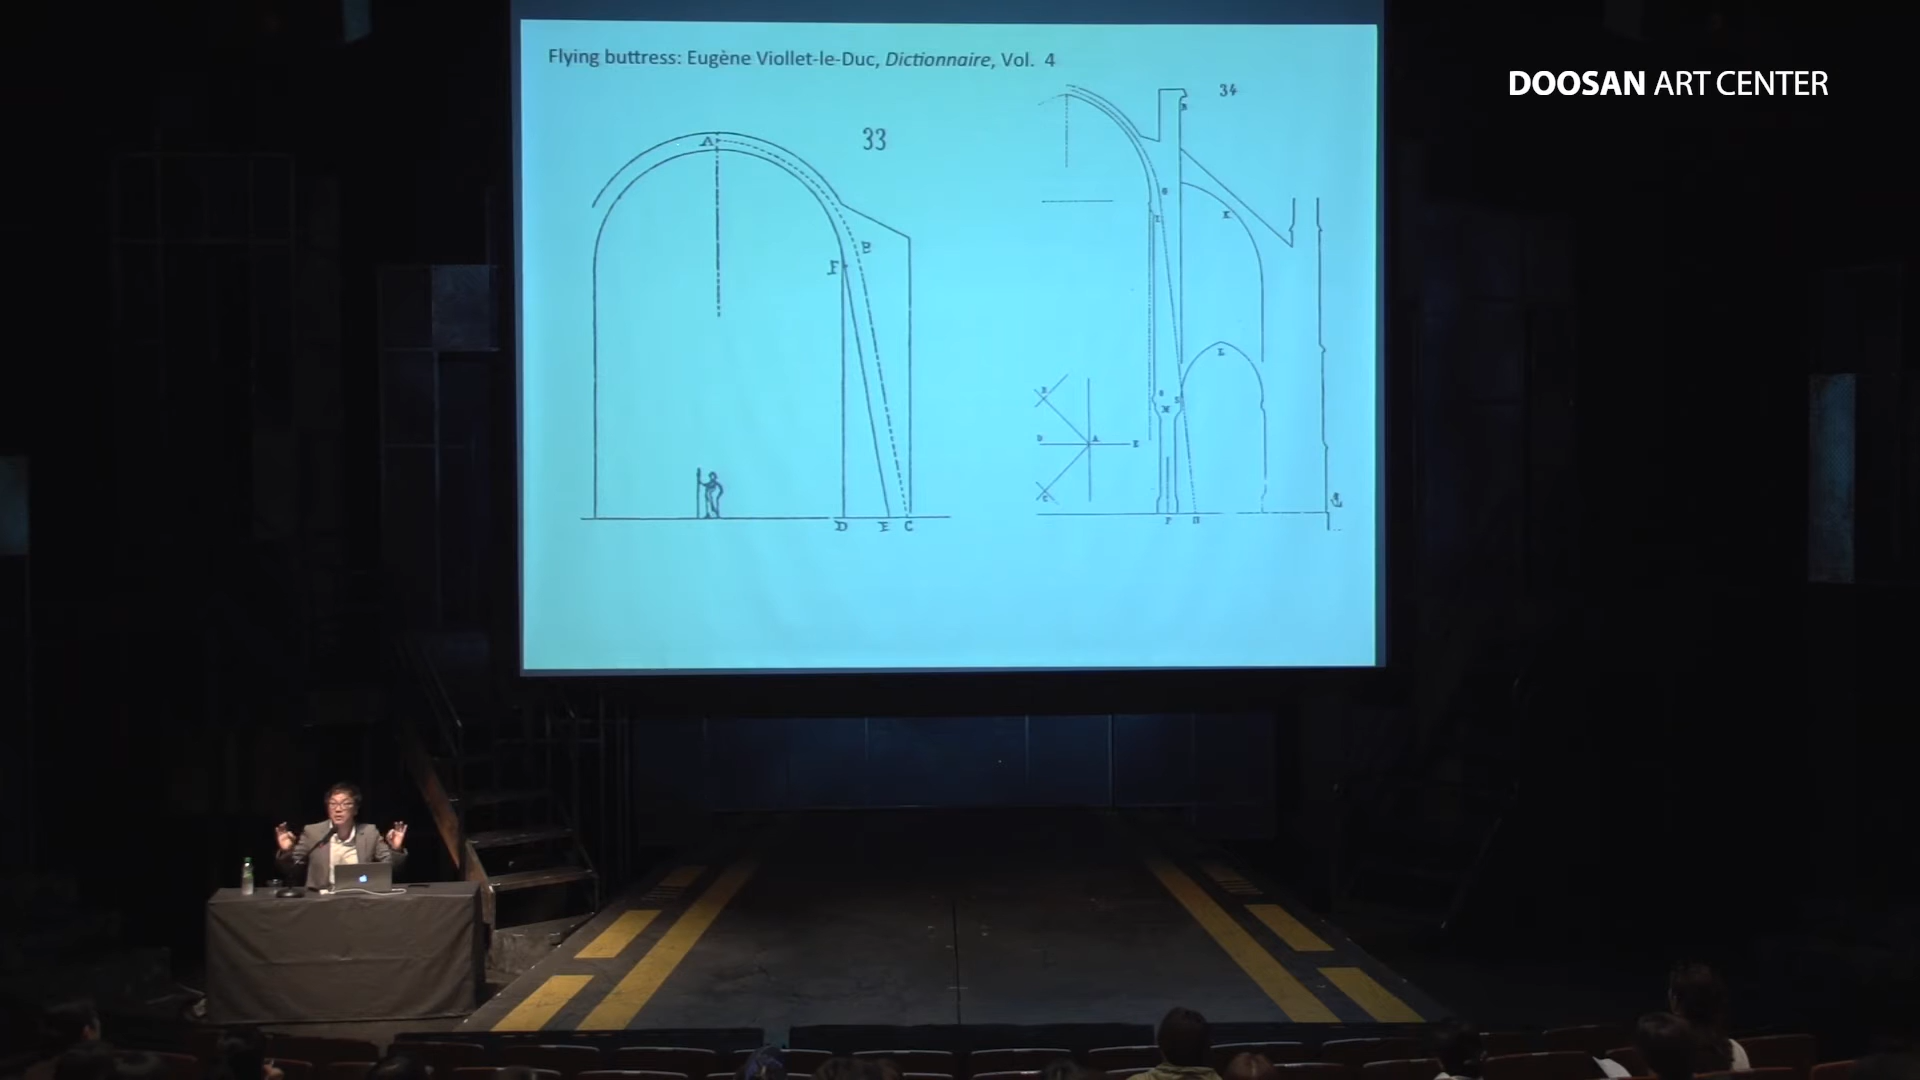 Flying buttress: Eugène Viollet-le-Duc, Dictionnaire, Vol. 4
DOOSAN ART CENTER
34
33
A
B
F
D E C